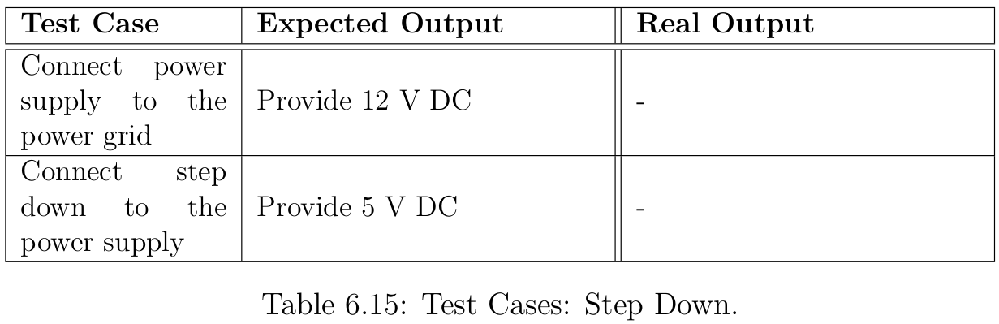 Test Case Expected Output Real Output
Connect power
supply to the
power grid
Provide 12 V DC
-
Connect step
down to the
power supply
Provide 5 V DC
-
Table 6.15: Test Cases: Step Down.